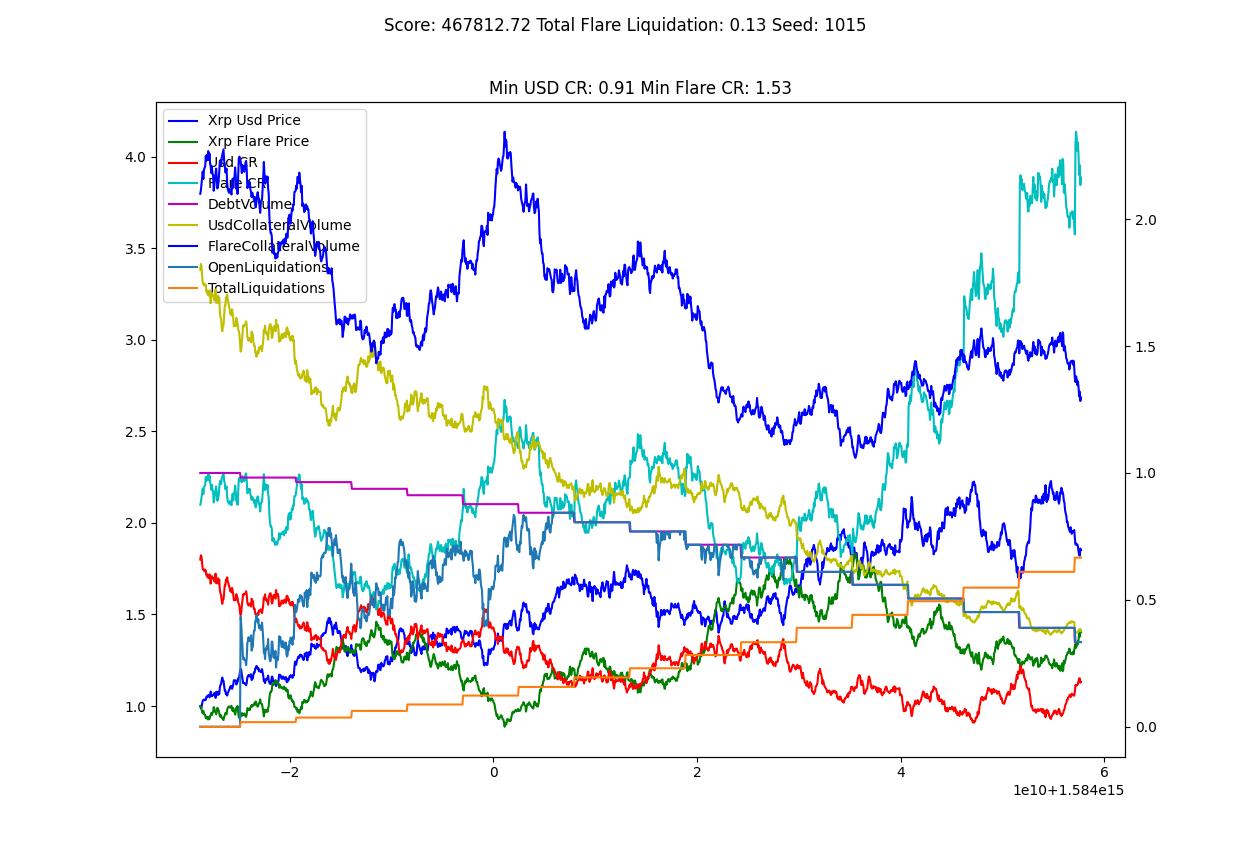 Score: 467812.72 Total Flare Liquidation: 0.13 Seed: 1015
Min USD CR: 0.91 Min Flare CR: 1.53
Xrp Usd Price
Xrp Flare Price
Usd CR
Flare CR
DebtVolume
UsdCollateralVolume
FlareCollateralVolume
OpenLiquidations
TotalLiquidations
4.0
3.5
3.0
2.5
2.0
1.5
1.0
2.0
1.5
1.0
0.5
0.0
−2
0
2
4
6
1e10+1.584e15